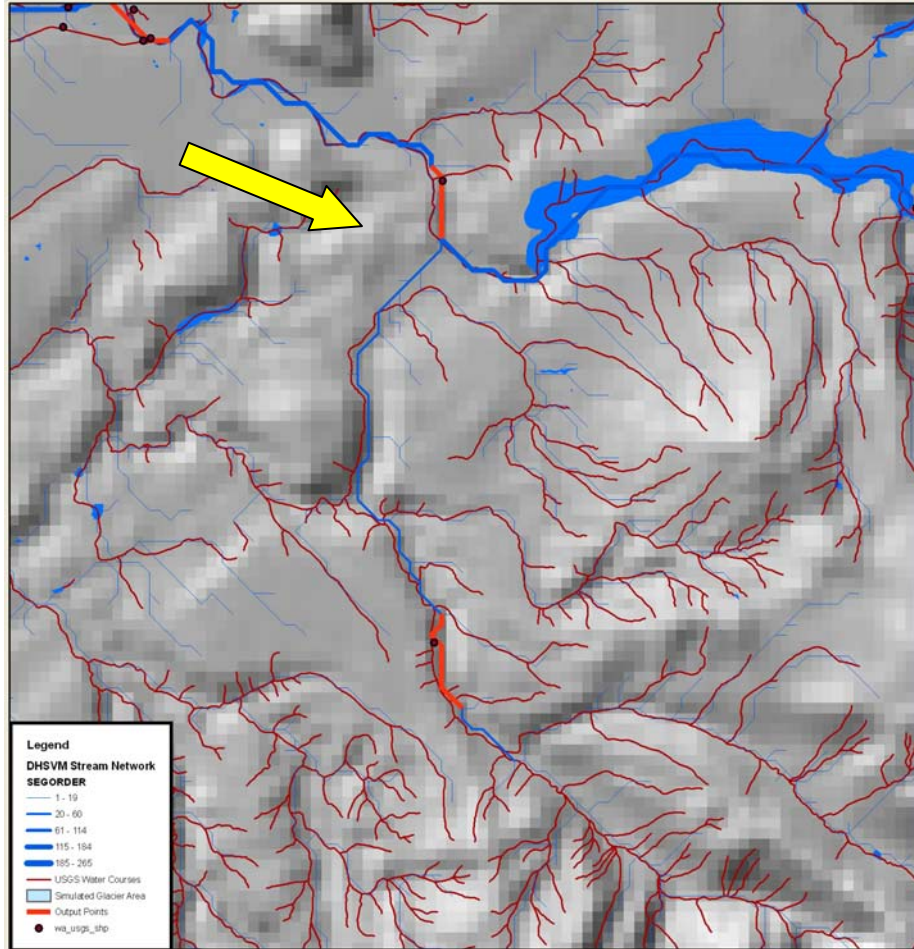 Legend
DHSVM Stream Network
SEGORDER
1 - 19
20 - 60
61 - 114
115 - 184
185 - 265
USGS Water Courses
Simulated Glacier Area
Output Points
wa_usgs_shp